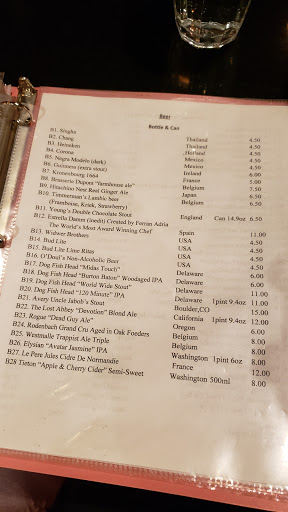 Beer
Bottle & Can
B1. Singha Thailand 4.50
B2. Chang Thailand 4.50
B3. Heineken Holland 4.50
B4. Corona Mexico 4.50
B5. Negra Modelo (dark) Mexico 4.50
B6. Guinness (extra stout) Ireland 6.00
B7. Kronenbourg 1664 France 5.00
B8. Brasserie Dupont "farmhouse ale" Belgium 7.50
B9. Hitachino Nest Real Ginger Ale Japan 6.50
B10. Timmerman's Lambic beer Belgium 6.50
(Framboise, Kriek, Strawberry)
B11. Young's Double Chocolate Stout England Can 14.9oz 6.50
B12. Estrella Damm (inedit) Created by Ferran Adria
The World's Most Award Winning Chef Spain 11.00
B13. Widmer Brothers USA 4.50
B14. Bud Lite USA 4.50
B15. Bud Lite Lime Ritas USA 4.50
B16. O'Doul's Non-Alcoholic Beer USA 4.50
B17. Dog Fish Head "Midas Touch" Delaware 6.00
B18. Dog Fish Head "Burton Baton" Woodaged IPA Delaware 6.00
B19. Dog Fish Head "World Wide Stout" Delaware 11.00
B20. Dog Fish Head "120 Minute" IPA Delaware 1pint 9.4oz 11.00
B21. Avery Uncle Jabob's Stout Boulder,CO 15.00
B22. The Lost Abbey "Devotion" Blond Ale California 1pint 9.4oz 12.00
B23. Rogue "Dead Guy Ale" Oregon 6.00
B24. Rodenbach Grand Cru Aged in Oak Foeders Belgium 8.00
B25. Westmalle Trappist Ale Triple Belgium 8.00
B26. Elysian "Avatar Jasmine" IPA Washington 1pint 6oz 8.00
B27. Le Pere Jules Cidre De Normandie France 12.00
B28 Tieton "Apple & Cherry Cider" Semi-Sweet Washington 500ml 8.00